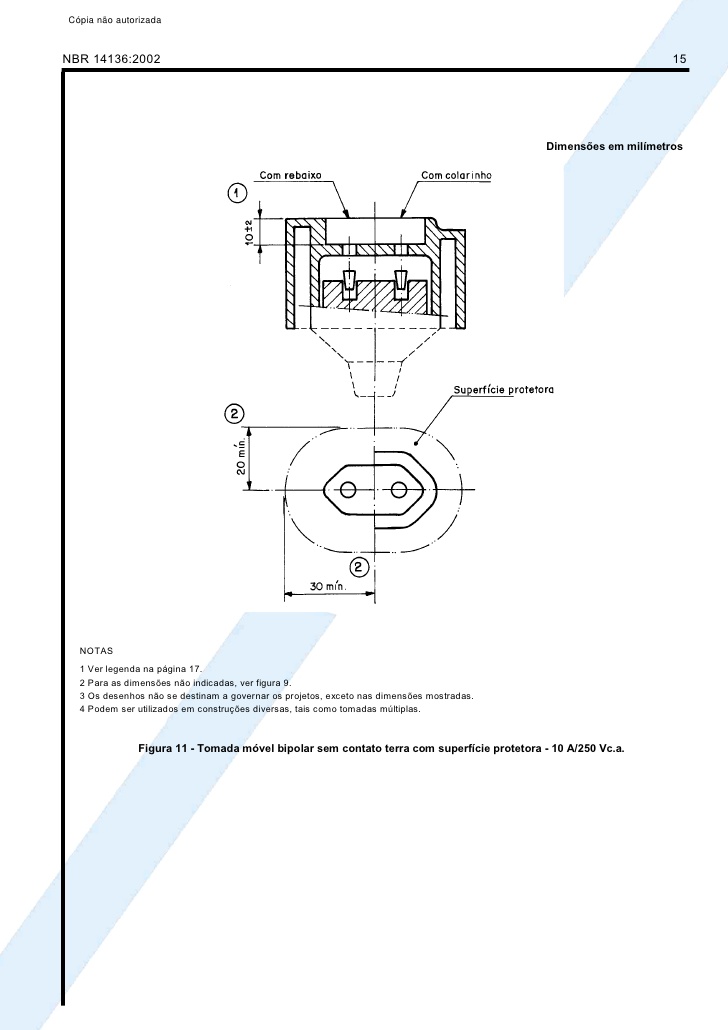 Cópia não autorizada
NBR 14136:2002
15
Dimensões em milímetros
Com rebaixo
Com colarinho
1
10±2
Superfície protetora
2
20 mín.
2
30 mín.
NOTAS
1 Ver legenda na página 17.
2 Para as dimensões não indicadas, ver figura 9.
3 Os desenhos não se destinam a governar os projetos, exceto nas dimensões mostradas.
4 Podem ser utilizados em construções diversas, tais como tomadas múltiplas.
Figura 11 - Tomada móvel bipolar sem contato terra com superfície protetora - 10 A/250 Vc.a.